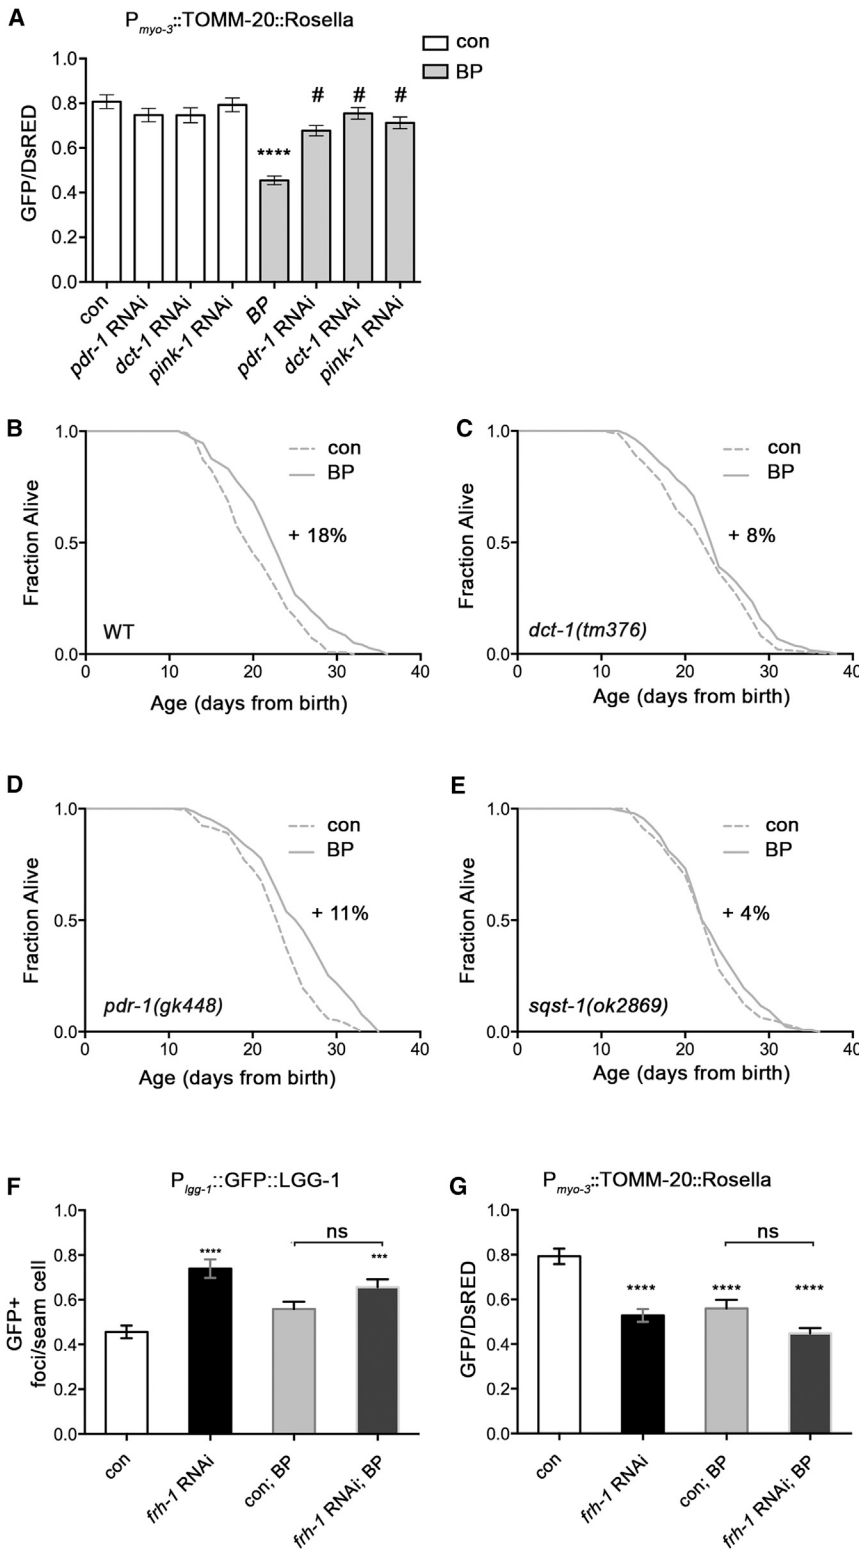 A
Pmyo-3::TOMM-20::Rosella
con
BP
GFP/DsRED
1.0
0.8
0.6
0.4
0.2
0.0
****
#
#
#
con
pdr-1 RNAi
dct-1 RNAi
pink-1 RNAi
BP
pdr-1 RNAi
dct-1 RNAi
pink-1 RNAi
B
Fraction Alive
1.0
0.5
0.0
con
BP
+ 18%
WT
0 10 20 30 40
Age (days from birth)
C
Fraction Alive
1.0
0.5
0.0
con
BP
+ 8%
dct-1(tm376)
0 10 20 30 40
Age (days from birth)
D
Fraction Alive
1.0
0.5
0.0
con
BP
+ 11%
pdr-1(gk448)
0 10 20 30 40
Age (days from birth)
E
Fraction Alive
1.0
0.5
0.0
con
BP
+ 4%
sqst-1(ok2869)
0 10 20 30 40
Age (days from birth)
F
Plgg-1::GFP::LGG-1
GFP+
foci/seam cell
1.0
0.8
0.6
0.4
0.2
0.0
ns
****
***
con
frh-1 RNAi
con; BP
frh-1 RNAi; BP
G
Pmyo-3::TOMM-20::Rosella
GFP/DsRED
1.0
0.8
0.6
0.4
0.2
0.0
ns
****
****
****
con
frh-1 RNAi
con; BP
frh-1 RNAi; BP